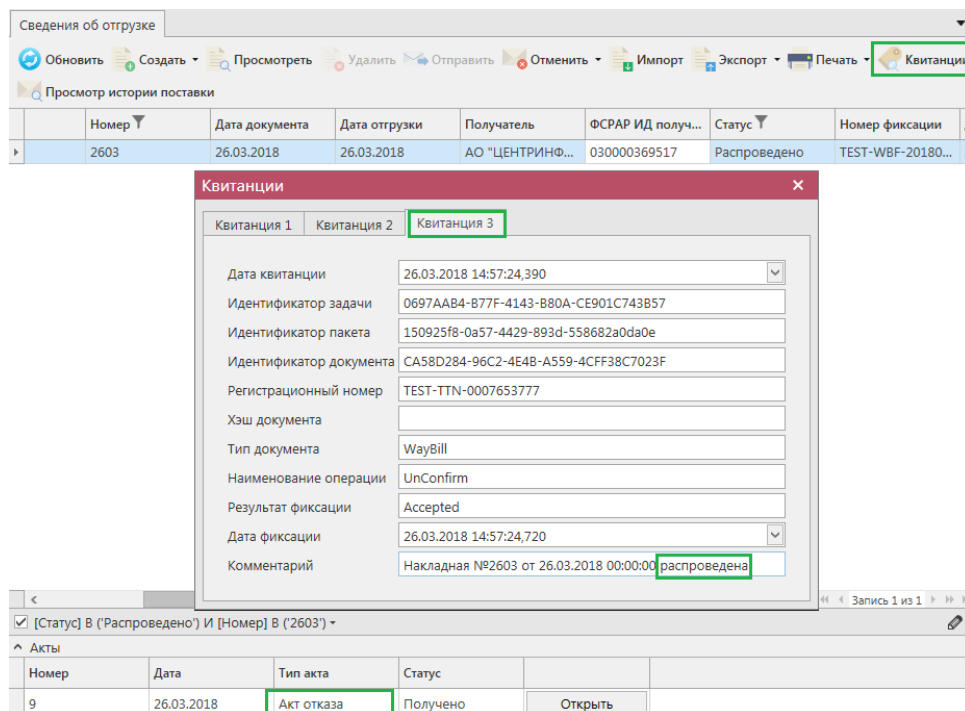 Сведения об отгрузке
Обновить Создать Просмотреть Удалить Отправить Отменить Импорт Экспорт Печать Квитанции
Просмотр истории поставки
Номер Дата документа Дата отгрузки Получатель ФСРАР ИД получ... Статус Номер фиксации
2603 26.03.2018 26.03.2018 АО "ЦЕНТРИНФ... 030000369517 Распроведено TEST-WBF-20180...
Квитанции
Квитанция 1 Квитанция 2 Квитанция 3
Дата квитанции 26.03.2018 14:57:24,390
Идентификатор задачи 0697AAB4-B77F-4143-B80A-CE901C743B57
Идентификатор пакета 150925f8-0a57-4429-893d-558682a0da0e
Идентификатор документа CA58D284-96C2-4E4B-A559-4CFF38C7023F
Регистрационный номер TEST-TTN-0007653777
Хэш документа
Тип документа WayBill
Наименование операции UnConfirm
Результат фиксации Accepted
Дата фиксации 26.03.2018 14:57:24,720
Комментарий Накладная №2603 от 26.03.2018 00:00:00 распроведена
Запись 1 из 1
[Статус] В ('Распроведено') И [Номер] В ('2603')
Акты
Номер Дата Тип акта Статус
9 26.03.2018 Акт отказа Получено Открыть